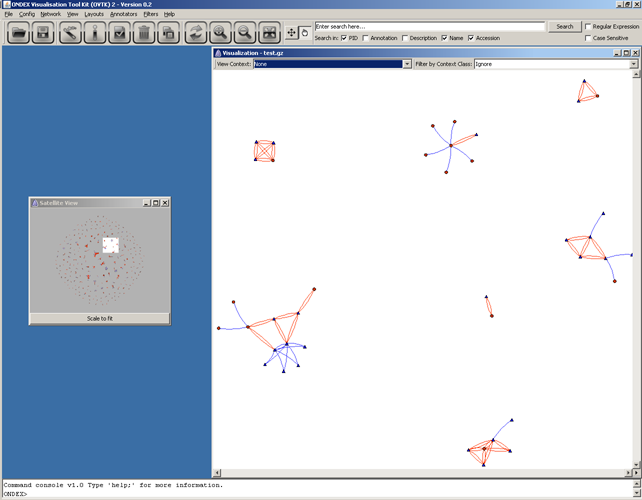 ONDEX Visualisation Tool Kit (OVTK) 2 - Version 0.2
File Config Network View Layouts Annotators Filters Help
Enter search here... Search Regular Expression
Search in: PID Annotation Description Name Accession Case Sensitive
Visualization - test.gz
View Context: None Filter by Context Class: Ignore
Satellite View
Scale to fit
Command console v1.0 Type 'help;' for more information.
ONDEX>